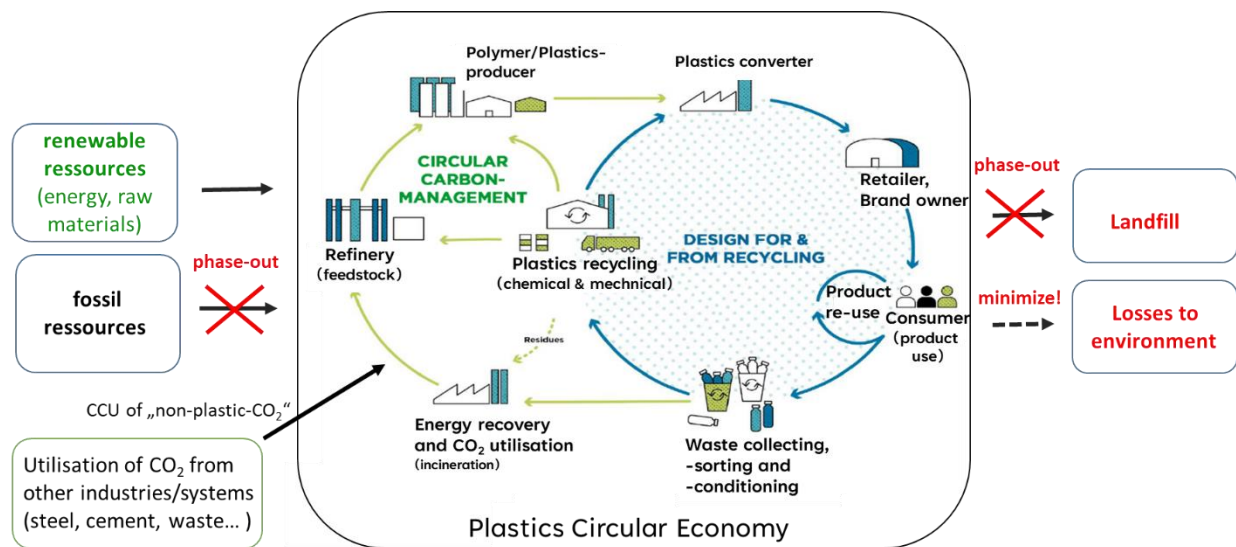 renewable
ressources
(energy, raw
materials)
phase-out
fossil
ressources
CCU of „non-plastic-CO₂“
Utilisation of CO₂ from
other industries/systems
(steel, cement, waste... )
Polymer/Plastics-
producer
Plastics converter
CIRCULAR
CARBON-
MANAGEMENT
Retailer,
Brand owner
Refinery
(feedstock)
Plastics recycling
(chemical & mechnical)
DESIGN FOR &
FROM RECYCLING
Product
re-use
Consumer
(product
use)
Residues
Energy recovery
and CO₂ utilisation
(incineration)
Waste collecting,
-sorting and
-conditioning
Plastics Circular Economy
phase-out
Landfill
minimize!
Losses to
environment